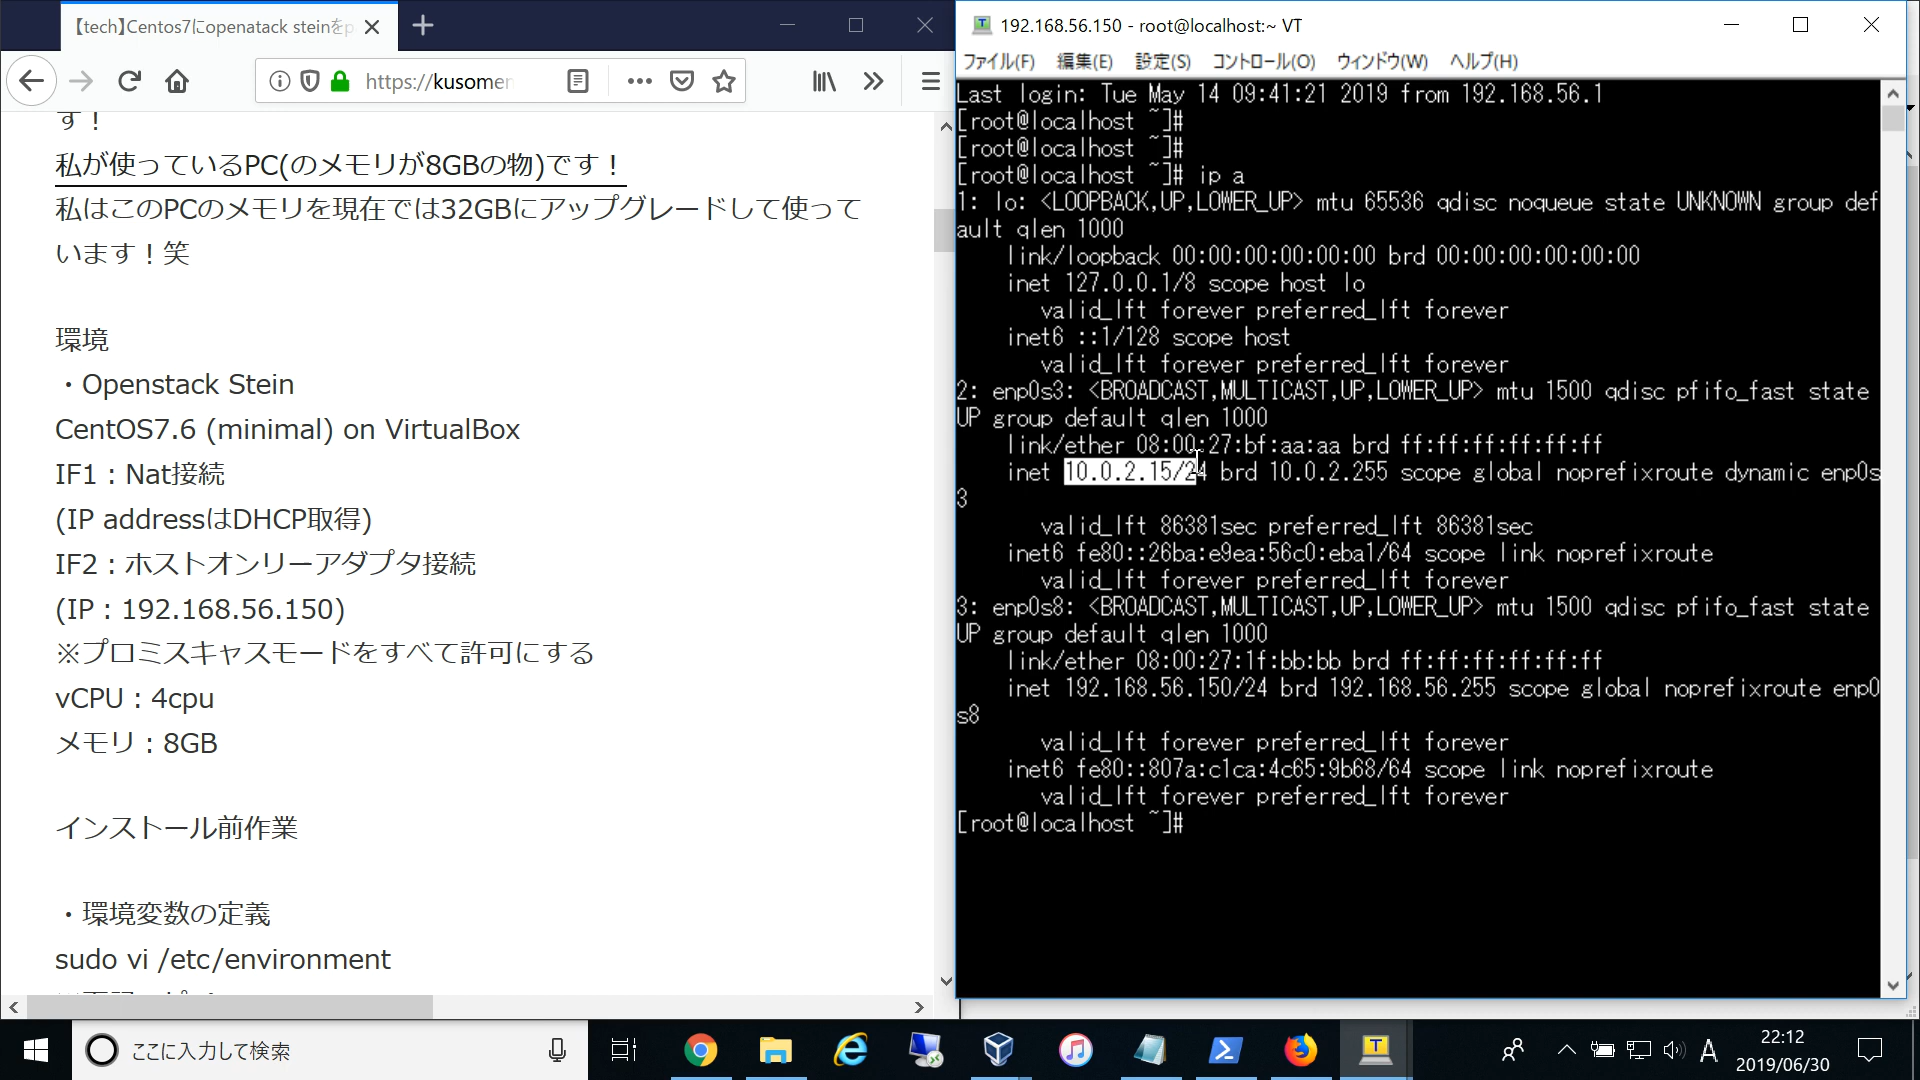 【tech】Centos7にopenatack steinをp
https://kusomen
す！
私が使っているPC(のメモリが8GBの物)です！
私はこのPCのメモリを現在では32GBにアップグレードして使って
います！笑
環境
・Openstack Stein
CentOS7.6 (minimal) on VirtualBox
IF1：Nat接続
(IP addressはDHCP取得)
IF2：ホストオンリーアダプタ接続
(IP：192.168.56.150)
※プロミスキャスモードをすべて許可にする
vCPU：4cpu
メモリ：8GB
インストール前作業
・環境変数の定義
sudo vi /etc/environment
192.168.56.150 - root@localhost:~ VT
ファイル(F) 編集(E) 設定(S) コントロール(O) ウィンドウ(W) ヘルプ(H)
Last login: Tue May 14 09:41:21 2019 from 192.168.56.1
[root@localhost ~]#
[root@localhost ~]#
[root@localhost ~]# ip a
1: lo: <LOOPBACK,UP,LOWER_UP> mtu 65536 qdisc noqueue state UNKNOWN group def
ault qlen 1000
link/loopback 00:00:00:00:00:00 brd 00:00:00:00:00:00
inet 127.0.0.1/8 scope host lo
valid_lft forever preferred_lft forever
inet6 ::1/128 scope host
valid_lft forever preferred_lft forever
2: enp0s3: <BROADCAST,MULTICAST,UP,LOWER_UP> mtu 1500 qdisc pfifo_fast state
UP group default qlen 1000
link/ether 08:00:27:bf:aa:aa brd ff:ff:ff:ff:ff:ff
inet 10.0.2.15/24 brd 10.0.2.255 scope global noprefixroute dynamic enp0s
3
valid_lft 86381sec preferred_lft 86381sec
inet6 fe80::26ba:e9ea:56c0:eba1/64 scope link noprefixroute
valid_lft forever preferred_lft forever
3: enp0s8: <BROADCAST,MULTICAST,UP,LOWER_UP> mtu 1500 qdisc pfifo_fast state
UP group default qlen 1000
link/ether 08:00:27:1f:bb:bb brd ff:ff:ff:ff:ff:ff
inet 192.168.56.150/24 brd 192.168.56.255 scope global noprefixroute enp0
s8
valid_lft forever preferred_lft forever
inet6 fe80::807a:c1ca:4c65:9b68/64 scope link noprefixroute
valid_lft forever preferred_lft forever
[root@localhost ~]#
ここに入力して検索
A
22:12
2019/06/30